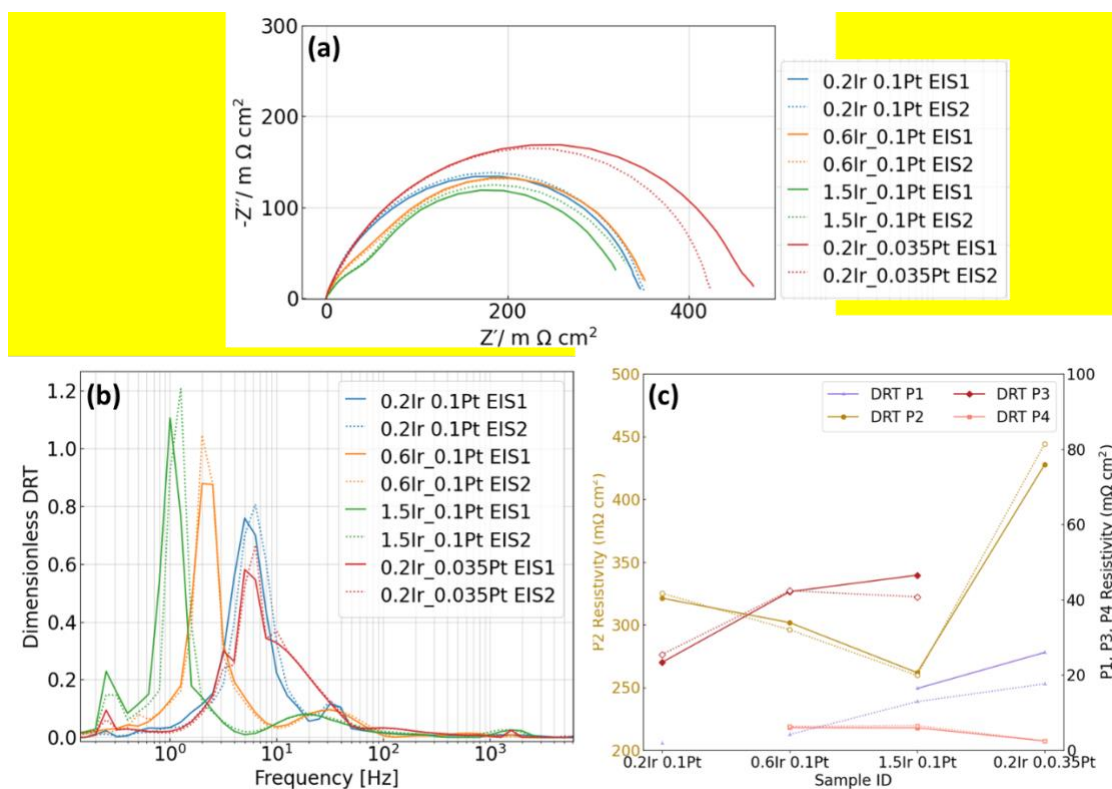 (a)
300
200
100
0
-Z″/ m Ω cm²
0
200
400
Z′/ m Ω cm²
0.2Ir 0.1Pt EIS1
0.2Ir 0.1Pt EIS2
0.6Ir_0.1Pt EIS1
0.6Ir_0.1Pt EIS2
1.5Ir_0.1Pt EIS1
1.5Ir_0.1Pt EIS2
0.2Ir_0.035Pt EIS1
0.2Ir_0.035Pt EIS2
(b)
1.2
1.0
0.8
0.6
0.4
0.2
0.0
Dimensionless DRT
10⁰
10¹
10²
10³
Frequency [Hz]
0.2Ir 0.1Pt EIS1
0.2Ir 0.1Pt EIS2
0.6Ir_0.1Pt EIS1
0.6Ir_0.1Pt EIS2
1.5Ir_0.1Pt EIS1
1.5Ir_0.1Pt EIS2
0.2Ir_0.035Pt EIS1
0.2Ir_0.035Pt EIS2
(c)
500
450
400
350
300
250
200
P2 Resistivity (mΩ cm²)
DRT P1
DRT P2
DRT P3
DRT P4
100
80
60
40
20
0
P1, P3, P4 Resistivity (mΩ cm²)
0.2Ir 0.1Pt
0.6Ir 0.1Pt
1.5Ir 0.1Pt
0.2Ir 0.035Pt
Sample ID